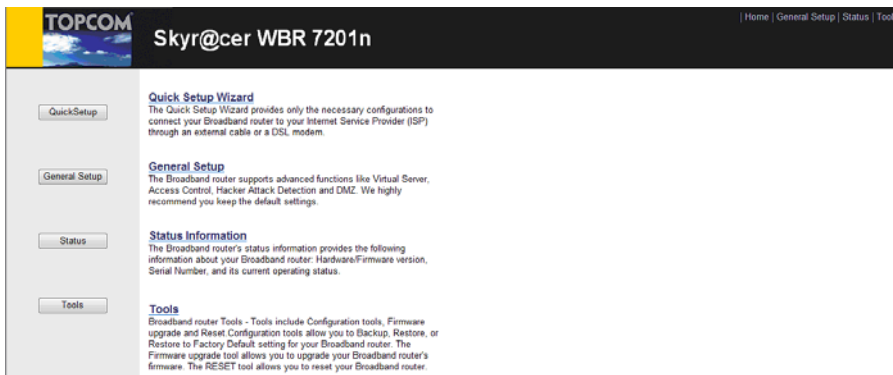 TOPCOM
Skyr@cer WBR 7201n
| Home | General Setup | Status | Tool
QuickSetup
Quick Setup Wizard
The Quick Setup Wizard provides only the necessary configurations to
connect your Broadband router to your Internet Service Provider (ISP)
through an external cable or a DSL modem.
General Setup
General Setup
The Broadband router supports advanced functions like Virtual Server,
Access Control, Hacker Attack Detection and DMZ. We highly
recommend you keep the default settings.
Status
Status Information
The Broadband router's status information provides the following
information about your Broadband router: Hardware/Firmware version,
Serial Number, and its current operating status.
Tools
Tools
Broadband router Tools - Tools include Configuration tools, Firmware
upgrade and Reset.Configuration tools allow you to Backup, Restore, or
Restore to Factory Default setting for your Broadband router. The
Firmware upgrade tool allows you to upgrade your Broadband router's
firmware. The RESET tool allows you to reset your Broadband router.